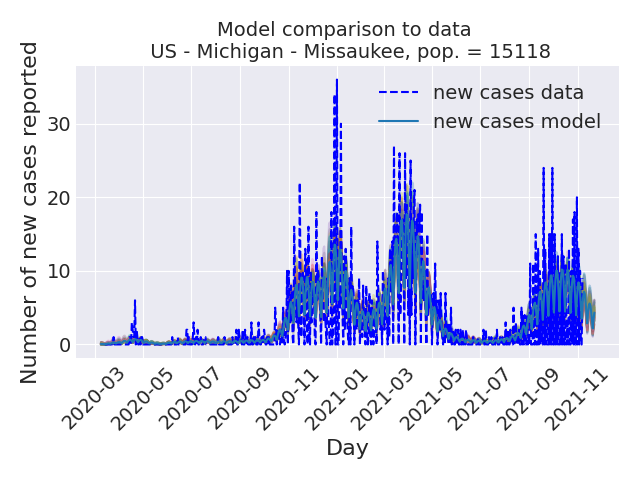 Model comparison to data
US - Michigan - Missaukee, pop. = 15118
new cases data
new cases model
Number of new cases reported
30
20
10
0
2020-03
2020-05
2020-07
2020-09
2020-11
2021-01
2021-03
2021-05
2021-07
2021-09
2021-11
Day